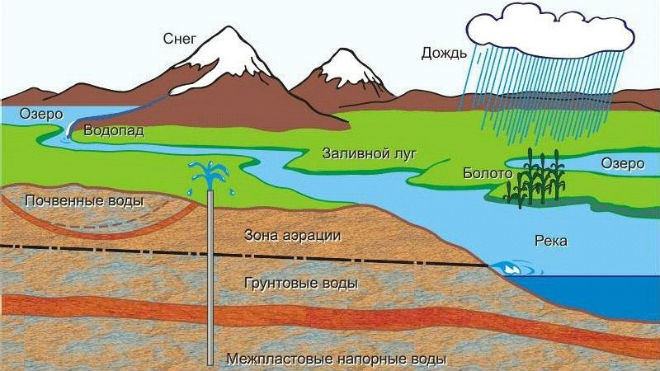 Снег
Дождь
Озеро
Водопад
Заливной луг
Болото
Озеро
Почвенные воды
Зона аэрации
Река
Грунтовые воды
Межпластовые напорные воды